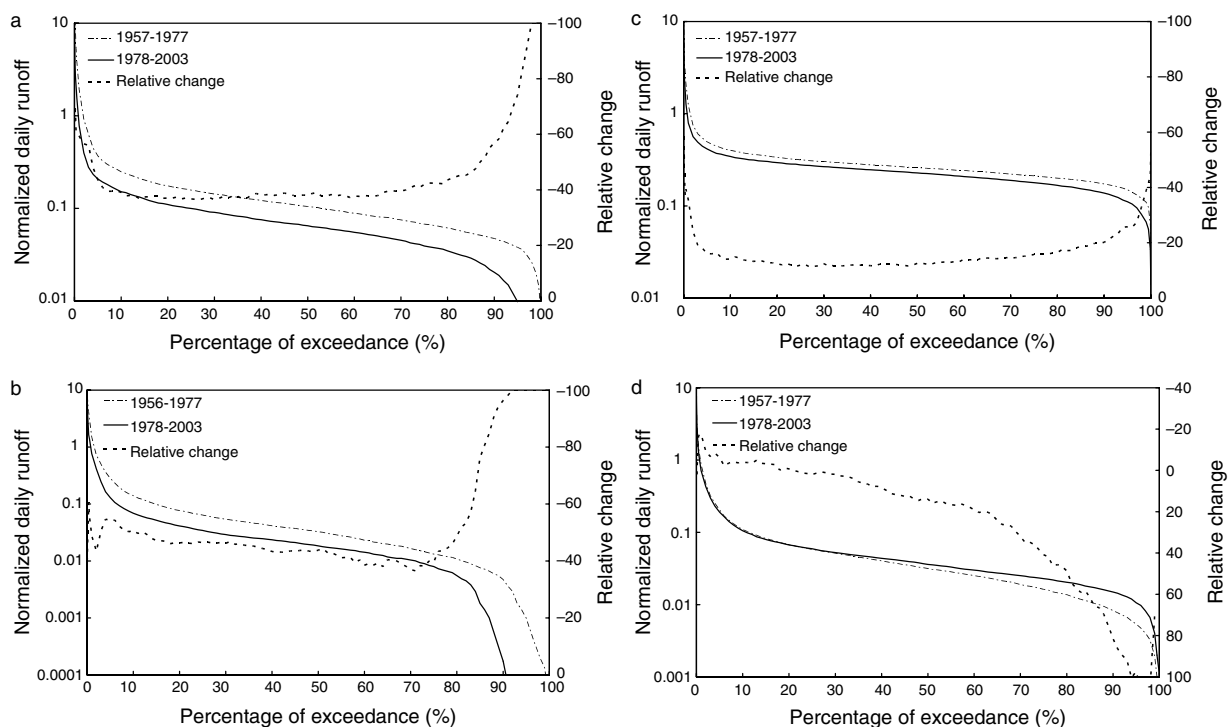 a
10
1
0.1
0.01
Normalized daily runoff
1957-1977
1978-2003
Relative change
–100
–80
–60
–40
–20
0
Relative change
0 10 20 30 40 50 60 70 80 90 100
Percentage of exceedance (%)
c
10
1
0.1
0.01
Normalized daily runoff
1957-1977
1978-2003
Relative change
–100
–80
–60
–40
–20
0
Relative change
0 10 20 30 40 50 60 70 80 90 100
Percentage of exceedance (%)
b
10
1
0.1
0.01
0.001
0.0001
Normalized daily runoff
1956-1977
1978-2003
Relative change
–100
–80
–60
–40
–20
0
Relative change
0 10 20 30 40 50 60 70 80 90 100
Percentage of exceedance (%)
d
10
1
0.1
0.01
0.001
Normalized daily runoff
1957-1977
1978-2003
Relative change
–40
–20
0
20
40
60
80
100
Relative change
0 10 20 30 40 50 60 70 80 90 100
Percentage of exceedance (%)